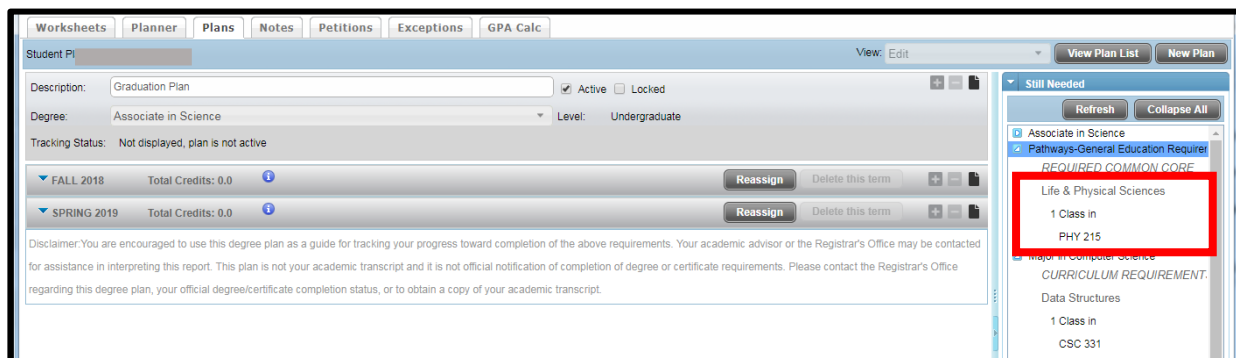 Worksheets Planner Plans Notes Petitions Exceptions GPA Calc
Student Pl View: Edit View Plan List New Plan
Description: Graduation Plan Active Locked
Degree: Associate in Science Level: Undergraduate
Tracking Status: Not displayed, plan is not active
FALL 2018 Total Credits: 0.0 Reassign Delete this term
SPRING 2019 Total Credits: 0.0 Reassign Delete this term
Disclaimer:You are encouraged to use this degree plan as a guide for tracking your progress toward completion of the above requirements. Your academic advisor or the Registrar's Office may be contacted
for assistance in interpreting this report. This plan is not your academic transcript and it is not official notification of completion of degree or certificate requirements. Please contact the Registrar's Office
regarding this degree plan, your official degree/certificate completion status, or to obtain a copy of your academic transcript.
Still Needed
Refresh Collapse All
Associate in Science
Pathways-General Education Requirer
REQUIRED COMMON CORE
Life & Physical Sciences
1 Class in
PHY 215
Major in Computer Science
CURRICULUM REQUIREMENT
Data Structures
1 Class in
CSC 331